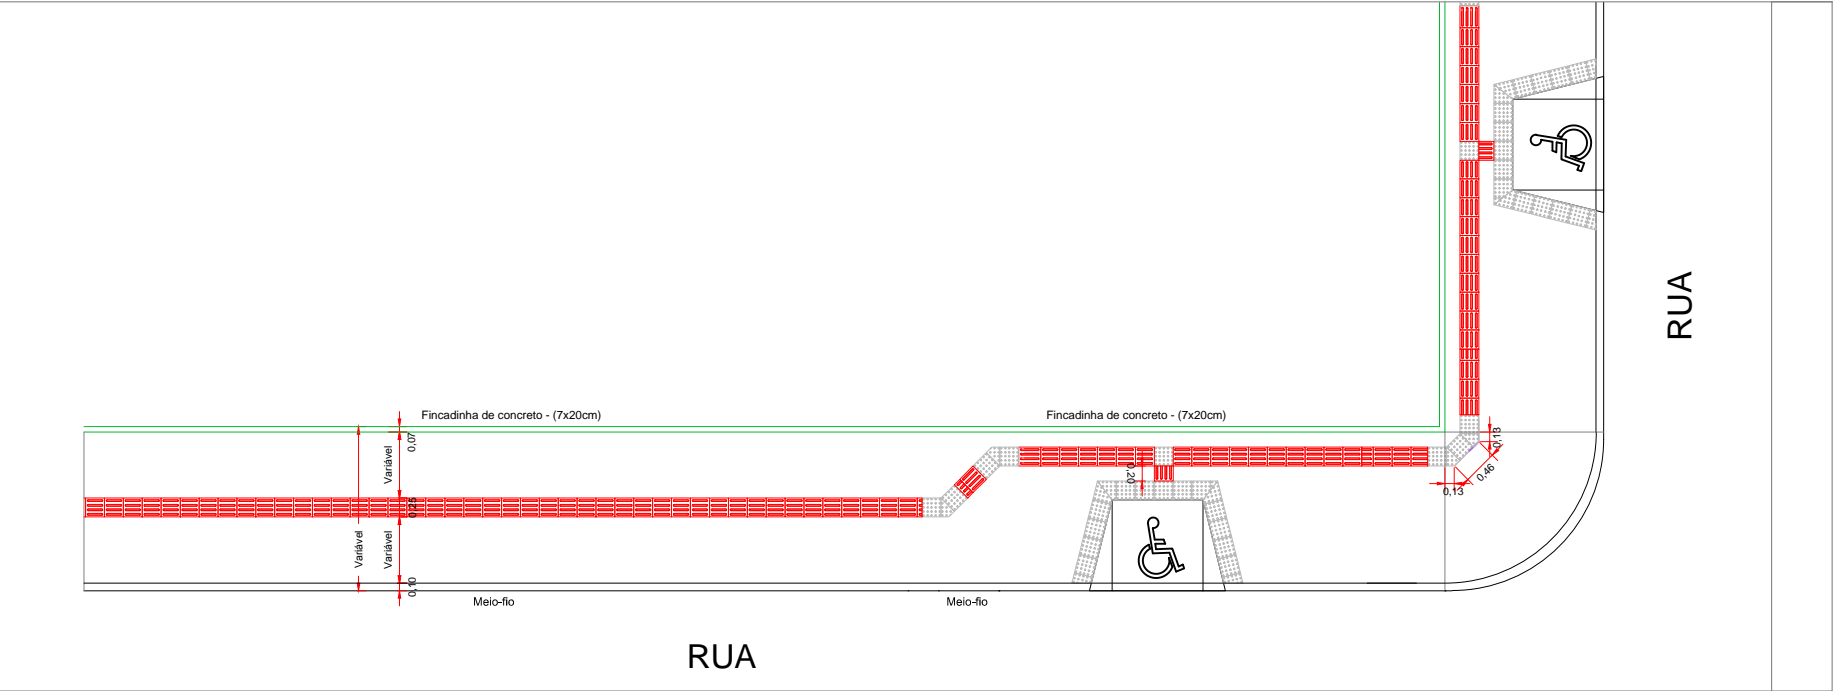 RUA
Fincadinha de concreto - (7x20cm)
Fincadinha de concreto - (7x20cm)
0,07
Variável
0,25
Variável
Variável
0,10
0,20
0,13
0,46
0,13
Meio-fio
Meio-fio
RUA